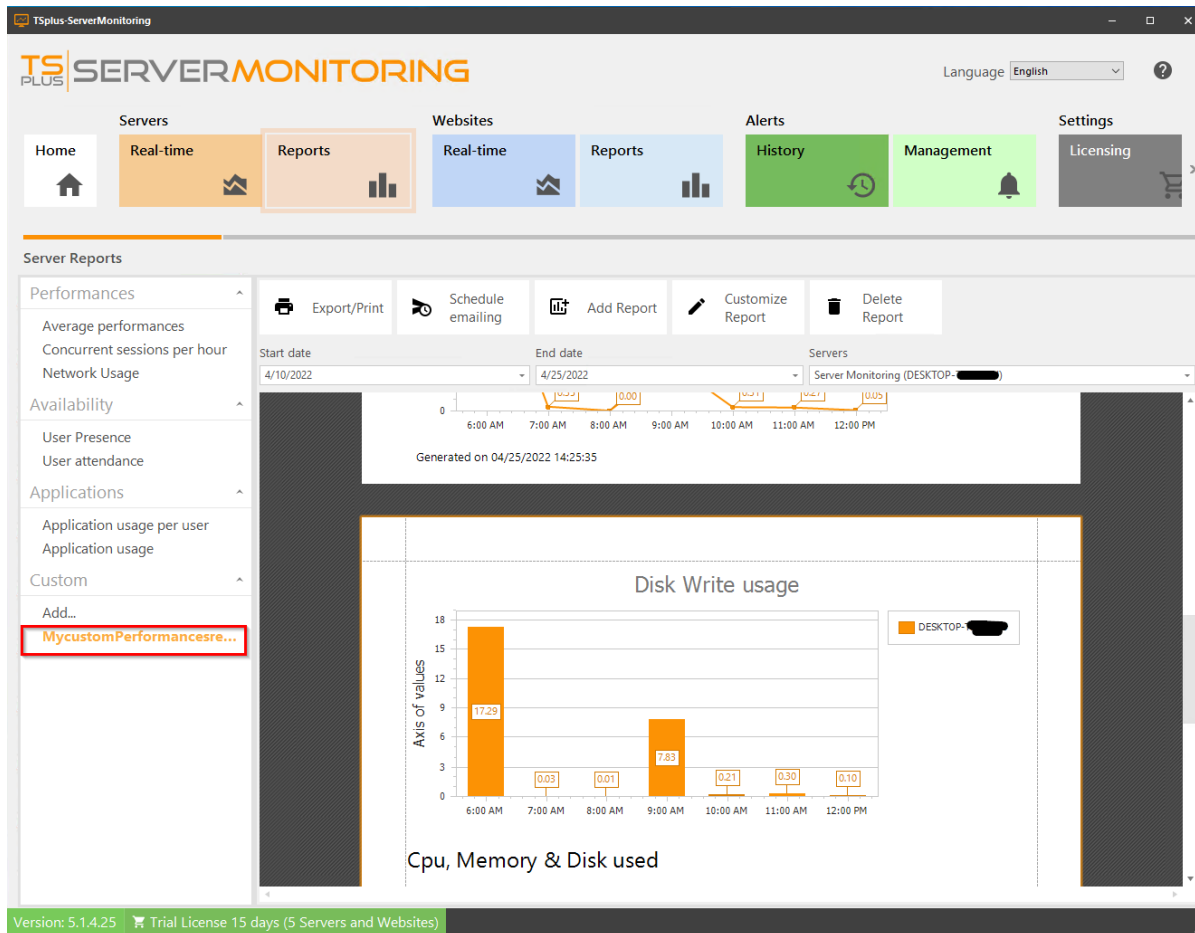 TSplus-ServerMonitoring
TS PLUS SERVERMONITORING
Language English
Servers Websites Alerts Settings
Home Real-time Reports Real-time Reports History Management Licensing
Server Reports
Performances
Average performances
Concurrent sessions per hour
Network Usage
Availability
User Presence
User attendance
Applications
Application usage per user
Application usage
Custom
Add...
MycustomPerformancesre...
Export/Print
Schedule emailing
Add Report
Customize Report
Delete Report
Start date End date Servers
4/10/2022 4/25/2022 Server Monitoring (DESKTOP- )
0.00 0.05
0
6:00 AM 7:00 AM 8:00 AM 9:00 AM 10:00 AM 11:00 AM 12:00 PM
Generated on 04/25/2022 14:25:35
Disk Write usage
DESKTOP-
Axis of values
18
15
12
9
6
3
0
17.29 0.03 0.01 7.83 0.21 0.30 0.10
6:00 AM 7:00 AM 8:00 AM 9:00 AM 10:00 AM 11:00 AM 12:00 PM
Cpu, Memory & Disk used
Version: 5.1.4.25 Trial License 15 days (5 Servers and Websites)